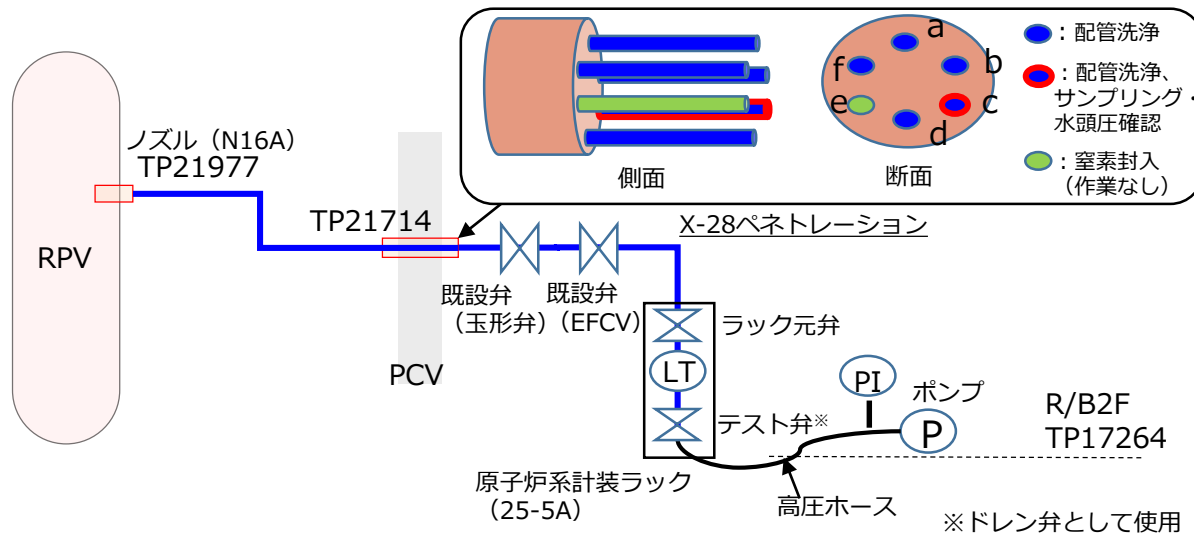 a
b
c
d
e
f
：配管洗浄
：配管洗浄、
サンプリング・
水頭圧確認
：窒素封入
（作業なし）
側面
断面
X-28ペネトレーション
ノズル（N16A）
TP21977
TP21714
RPV
PCV
既設弁
（玉形弁）
既設弁
（EFCV）
ラック元弁
LT
テスト弁※
原子炉系計装ラック
（25-5A）
PI
ポンプ
P
高圧ホース
R/B2F
TP17264
※ドレン弁として使用